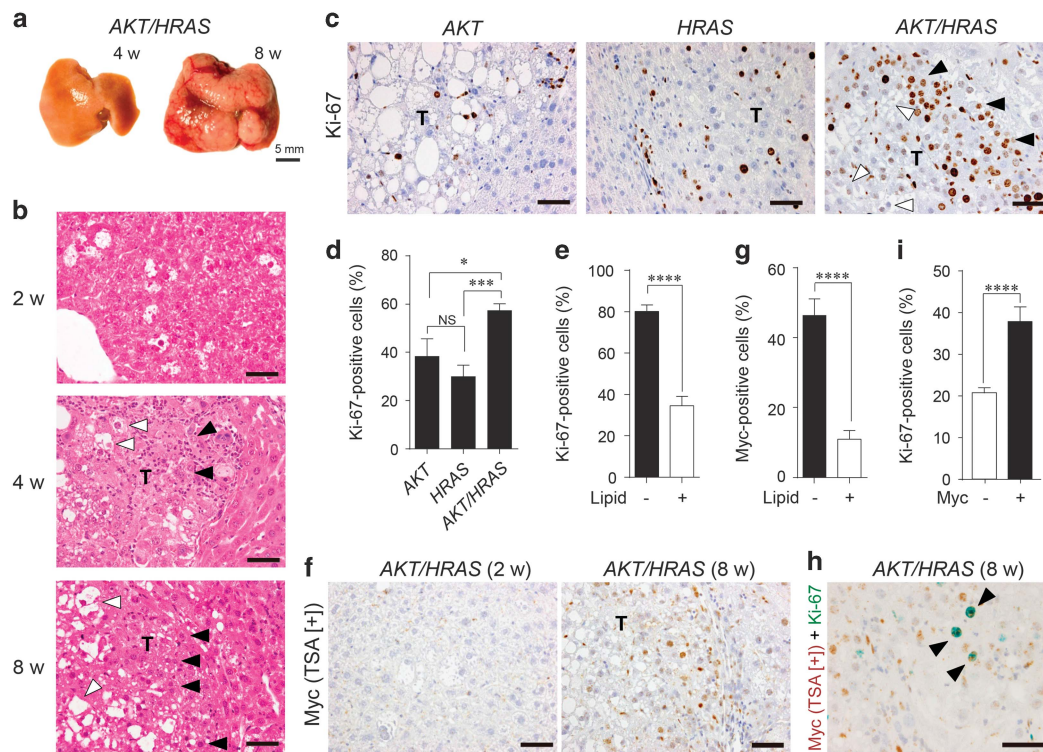 a
AKT/HRAS
4 w
8 w
5 mm
b
2 w
4 w
T
8 w
T
c
AKT
HRAS
AKT/HRAS
Ki-67
T
T
T
d
Ki-67-positive cells (%)
80
60
40
20
0
*
***
NS
AKT
HRAS
AKT/HRAS
e
Ki-67-positive cells (%)
100
80
60
40
20
0
****
Lipid - +
g
Myc-positive cells (%)
60
40
20
0
****
Lipid - +
i
Ki-67-positive cells (%)
50
40
30
20
10
0
****
Myc - +
f
AKT/HRAS (2 w)
AKT/HRAS (8 w)
Myc (TSA [+])
T
h
AKT/HRAS (8 w)
Myc (TSA [+]) + Ki-67